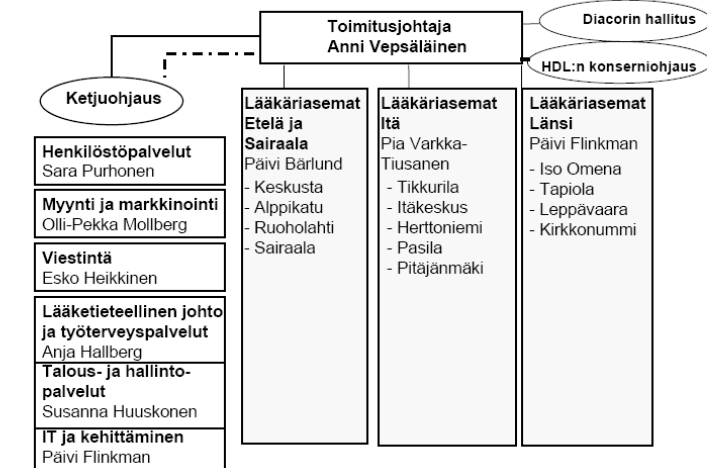 Toimitusjohtaja
Anni Vepsäläinen
Diacorin hallitus
HDL:n konserniohjaus
Ketjuohjaus
Henkilöstöpalvelut
Sara Purhonen
Myynti ja markkinointi
Olli-Pekka Mollberg
Viestintä
Esko Heikkinen
Lääketieteellinen johto
ja työterveyspalvelut
Anja Hallberg
Talous- ja hallinto-
palvelut
Susanna Huuskonen
IT ja kehittäminen
Päivi Flinkman
Lääkäriasemat
Etelä ja
Sairaala
Päivi Bärlund
- Keskusta
- Alppikatu
- Ruoholahti
- Sairaala
Lääkäriasemat
Itä
Pia Varkka-
Tiusanen
- Tikkurila
- Itäkeskus
- Herttoniemi
- Pasila
- Pitäjänmäki
Lääkäriasemat
Länsi
Päivi Flinkman
- Iso Omena
- Tapiola
- Leppävaara
- Kirkkonummi